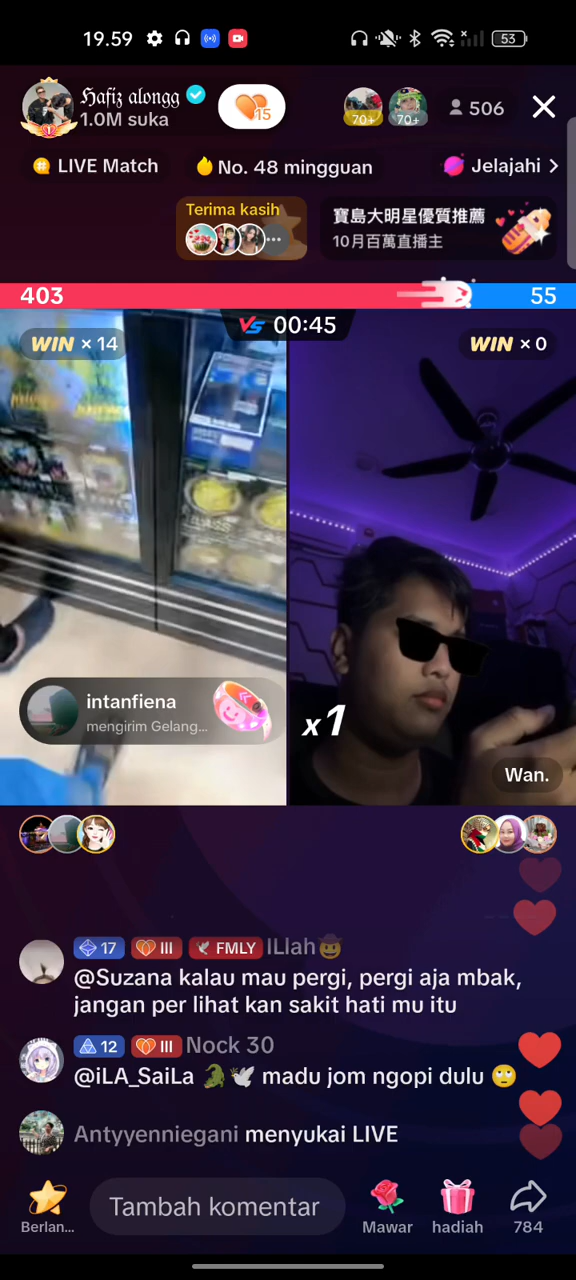 19.59
53
Hafiz alongg
1.0M suka
15
70+
70+
506
LIVE Match
No. 48 mingguan
Jelajahi
Terima kasih
寶島大明星優質推薦
10月百萬直播主
403
55
VS 00:45
WIN × 14
WIN × 0
intanfiena
mengirim Gelang...
x1
Wan.
17 III FMLY ILIah🤠
@Suzana kalau mau pergi, pergi aja mbak,
jangan per lihat kan sakit hati mu itu
12 III Nock 30
@iLA_SaiLa 🐊🕊️ madu jom ngopi dulu 🙄
Antyyenniegani menyukai LIVE
Berlan...
Tambah komentar
Mawar
hadiah
784